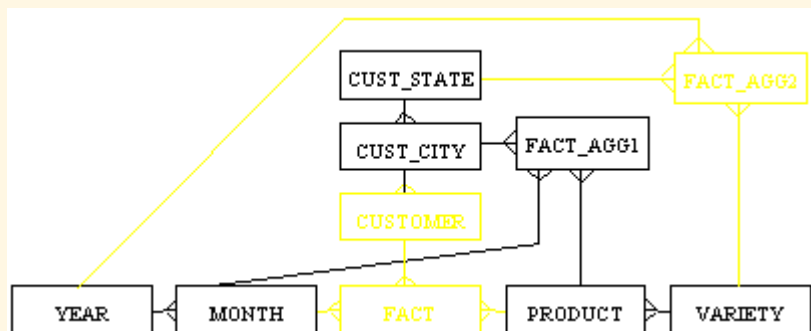 CUST_STATE
FACT_AGG2
CUST_CITY
FACT_AGG1
CUSTOMER
YEAR
MONTH
FACT
PRODUCT
VARIETY